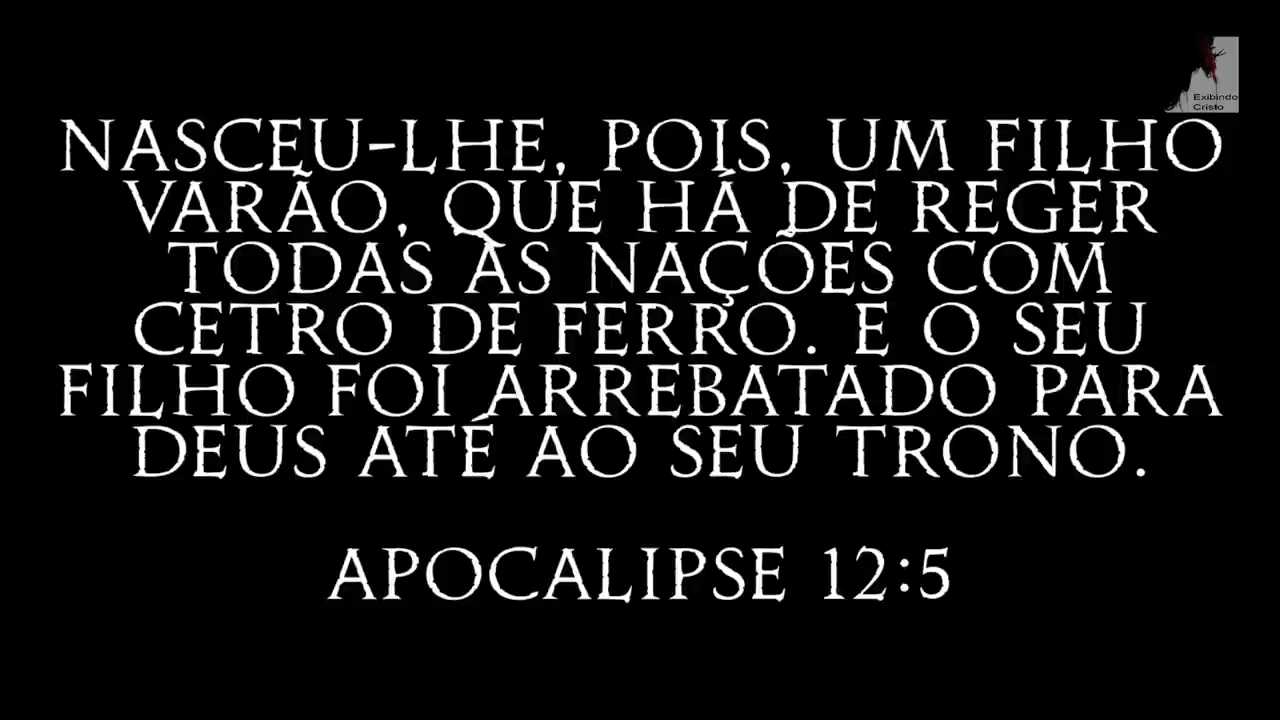 Exibindo
Cristo
NASCEU-LHE, POIS, UM FILHO
VARÃO, QUE HÁ DE REGER
TODAS AS NAÇÕES COM
CETRO DE FERRO. E O SEU
FILHO FOI ARREBATADO PARA
DEUS ATÉ AO SEU TRONO.
APOCALIPSE 12:5